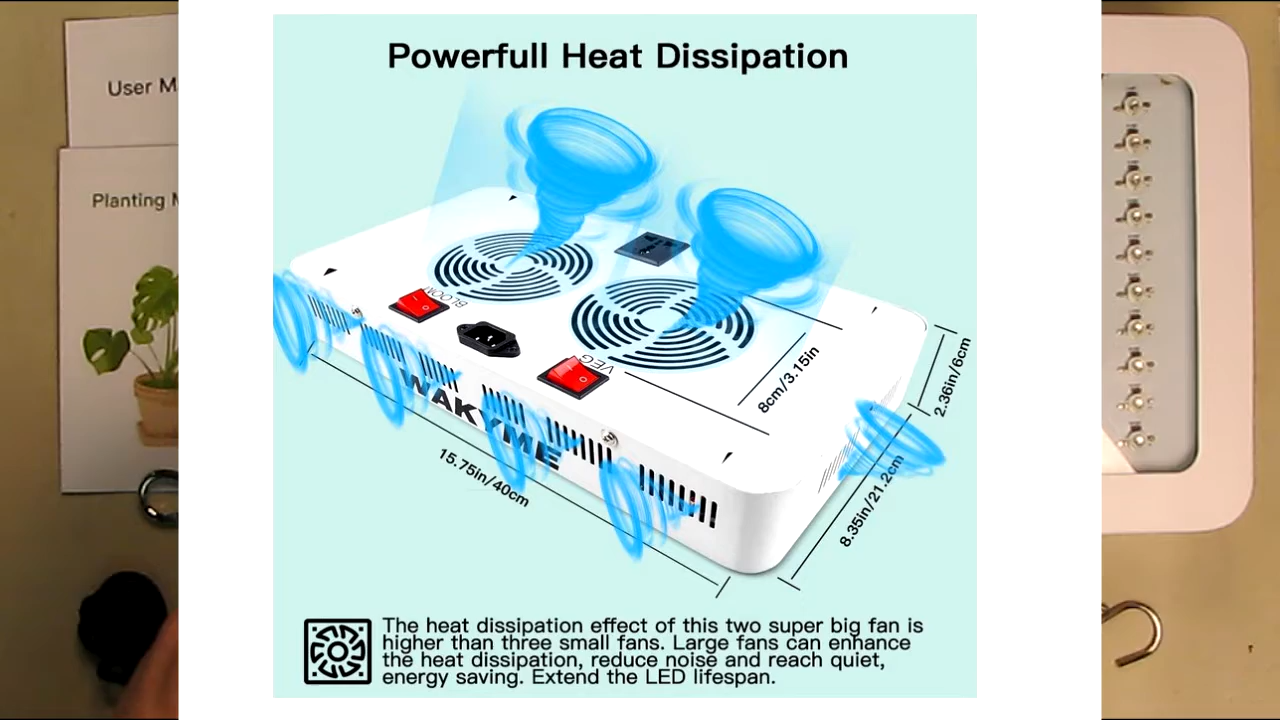 Powerfull Heat Dissipation
User M
Planting M
BLOOM
VEG
WAKYME
8cm/3.15in
2.36in/6cm
15.75in/40cm
8.35in/21.2cm
The heat dissipation effect of this two super big fan is
higher than three small fans. Large fans can enhance
the heat dissipation, reduce noise and reach quiet,
energy saving. Extend the LED lifespan.